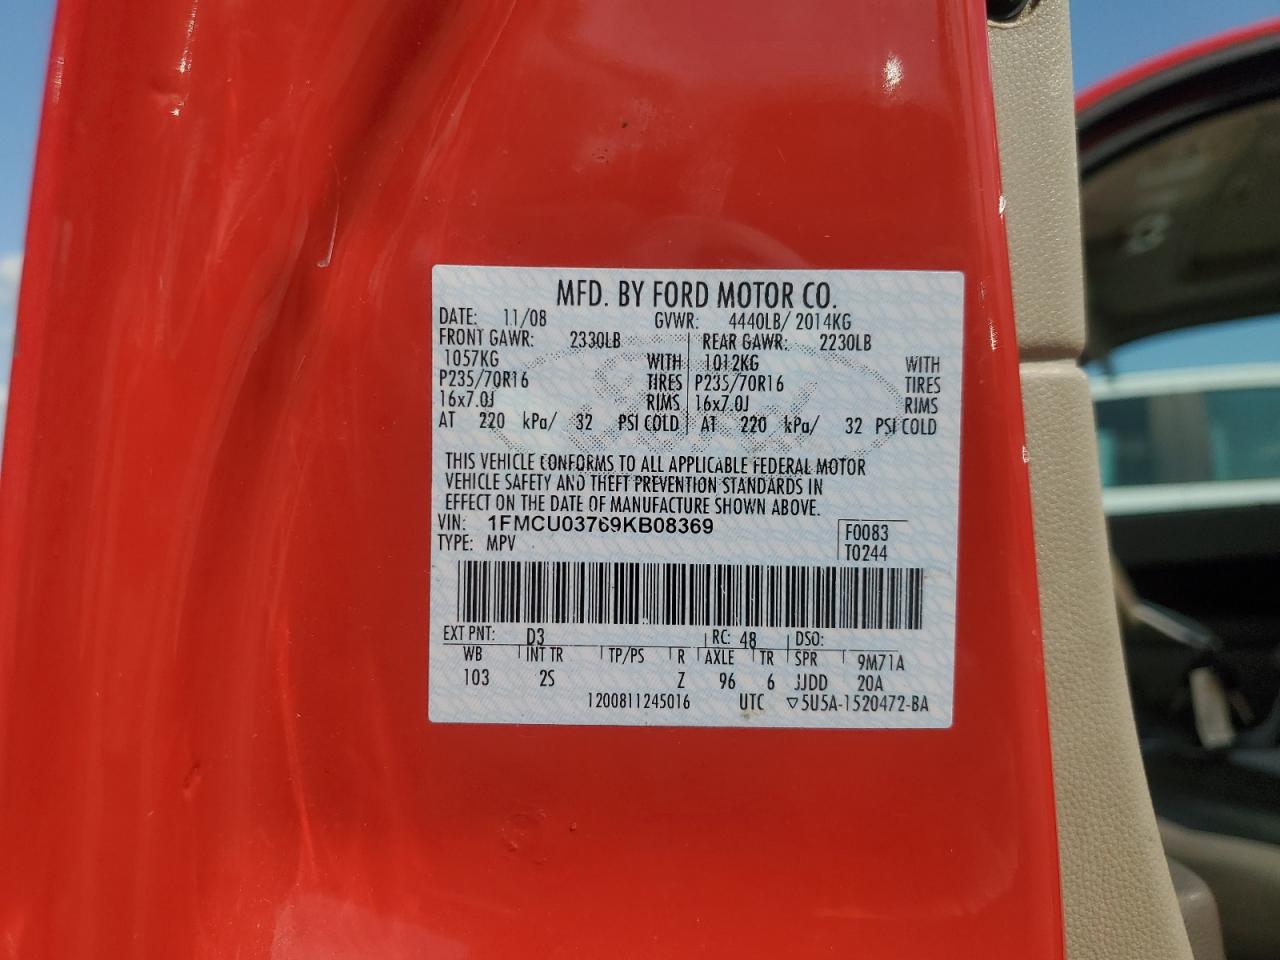 MFD. BY FORD MOTOR CO.
DATE: 11/08 GVWR: 4440LB/ 2014KG
FRONT GAWR: 2330LB REAR GAWR: 2230LB
1057KG WITH 1012KG WITH
P235/70R16 TIRES P235/70R16 TIRES
16x7.0J RIMS 16x7.0J RIMS
AT 220 kPa/ 32 PSI COLD AT 220 kPa/ 32 PSI COLD
THIS VEHICLE CONFORMS TO ALL APPLICABLE FEDERAL MOTOR
VEHICLE SAFETY AND THEFT PREVENTION STANDARDS IN
EFFECT ON THE DATE OF MANUFACTURE SHOWN ABOVE.
VIN: 1FMCU03769KB08369 F0083
TYPE: MPV T0244
EXT PNT: D3 RC: 48 DSO:
WB INT TR TP/PS R AXLE TR SPR 9M71A
103 2S Z 96 6 JJDD 20A
1200811245016 UTC ▽5U5A-1520472-BA